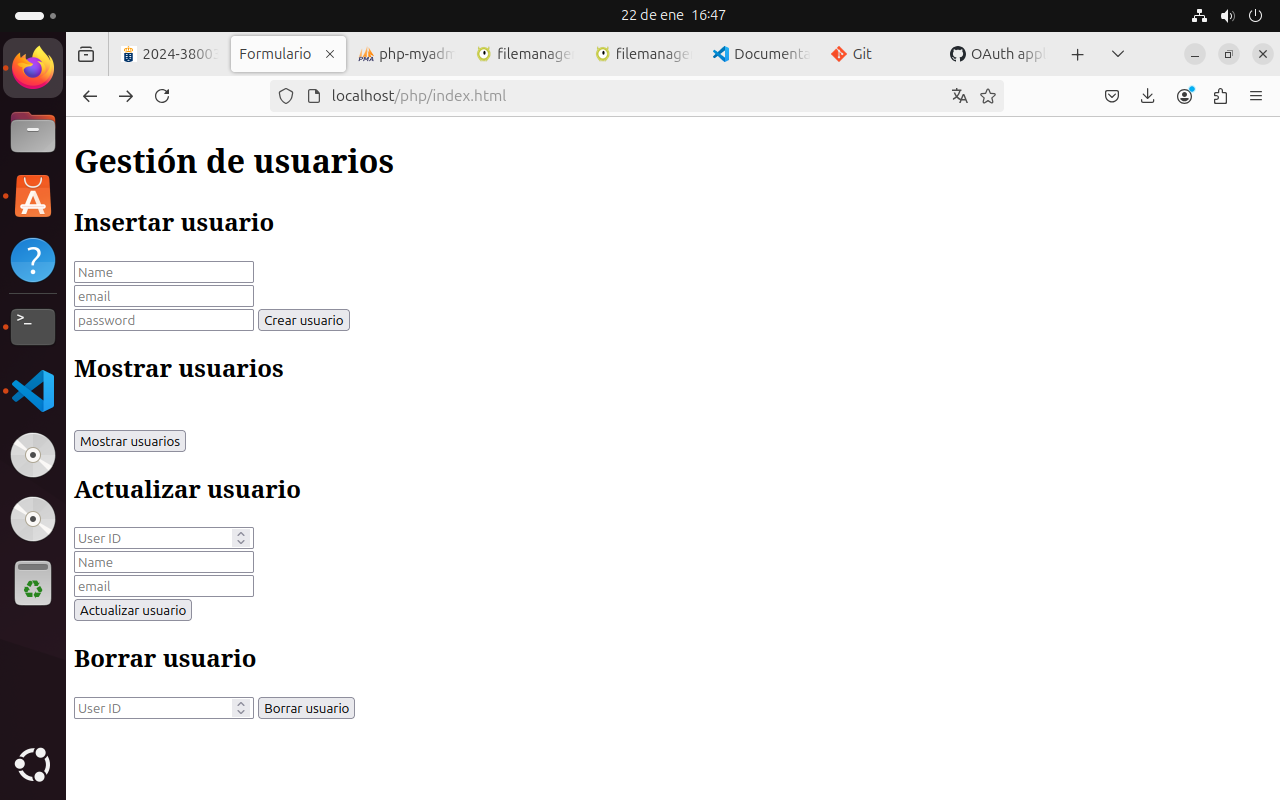 22 de ene 16:47
2024-38003
Formulario
php-myadm
filemanage
filemanage
Documenta
Git
OAuth appl
localhost/php/index.html
Gestión de usuarios
Insertar usuario
Name
email
password
Crear usuario
Mostrar usuarios
Mostrar usuarios
Actualizar usuario
User ID
Name
email
Actualizar usuario
Borrar usuario
User ID
Borrar usuario